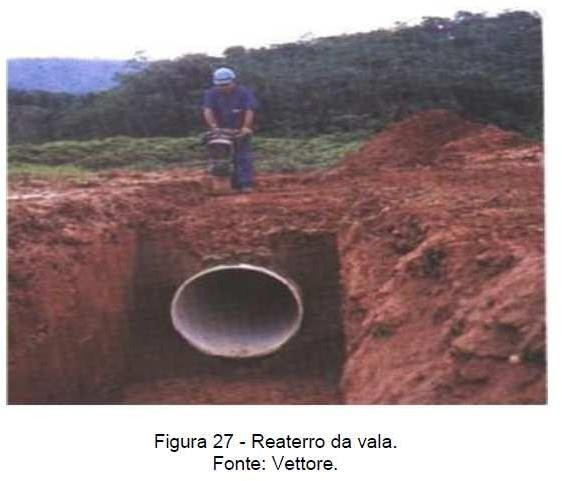 Figura 27 - Reaterro da vala.
Fonte: Vettore.